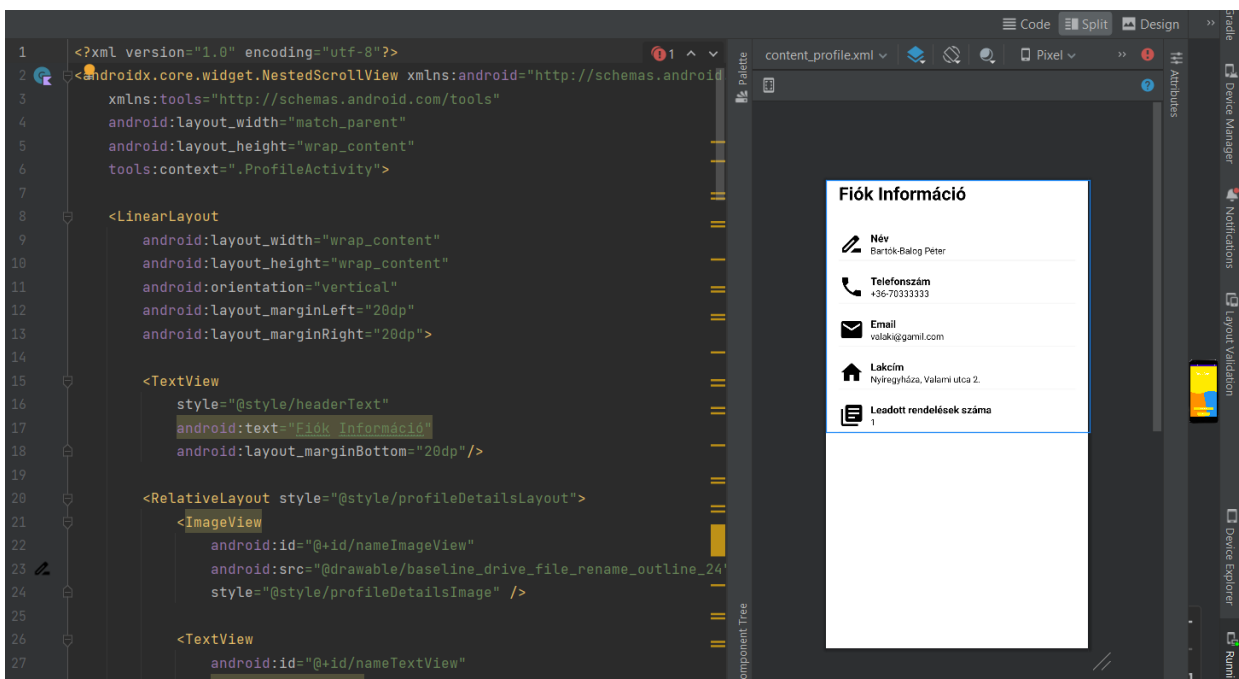 Code Split Design
1 <?xml version="1.0" encoding="utf-8"?> 1
2 <androidx.core.widget.NestedScrollView xmlns:android="http://schemas.android
3 xmlns:tools="http://schemas.android.com/tools"
4 android:layout_width="match_parent"
5 android:layout_height="wrap_content"
6 tools:context=".ProfileActivity">
7
8 <LinearLayout
9 android:layout_width="wrap_content"
10 android:layout_height="wrap_content"
11 android:orientation="vertical"
12 android:layout_marginLeft="20dp"
13 android:layout_marginRight="20dp">
14
15 <TextView
16 style="@style/headerText"
17 android:text="Fiók Információ"
18 android:layout_marginBottom="20dp"/>
19
20 <RelativeLayout style="@style/profileDetailsLayout">
21 <ImageView
22 android:id="@+id/nameImageView"
23 android:src="@drawable/baseline_drive_file_rename_outline_24"
24 style="@style/profileDetailsImage" />
25
26 <TextView
27 android:id="@+id/nameTextView"
Palette
omponent Tree
content_profile.xml Pixel
Fiók Információ
Név
Bartók-Balog Péter
Telefonszám
+36-70333333
Email
valaki@gamil.com
Lakcím
Nyíregyháza, Valami utca 2.
Leadott rendelések száma
1
Attributes
Gradle
Device Manager
Notifications
Layout Validation
Device Explorer
Runni